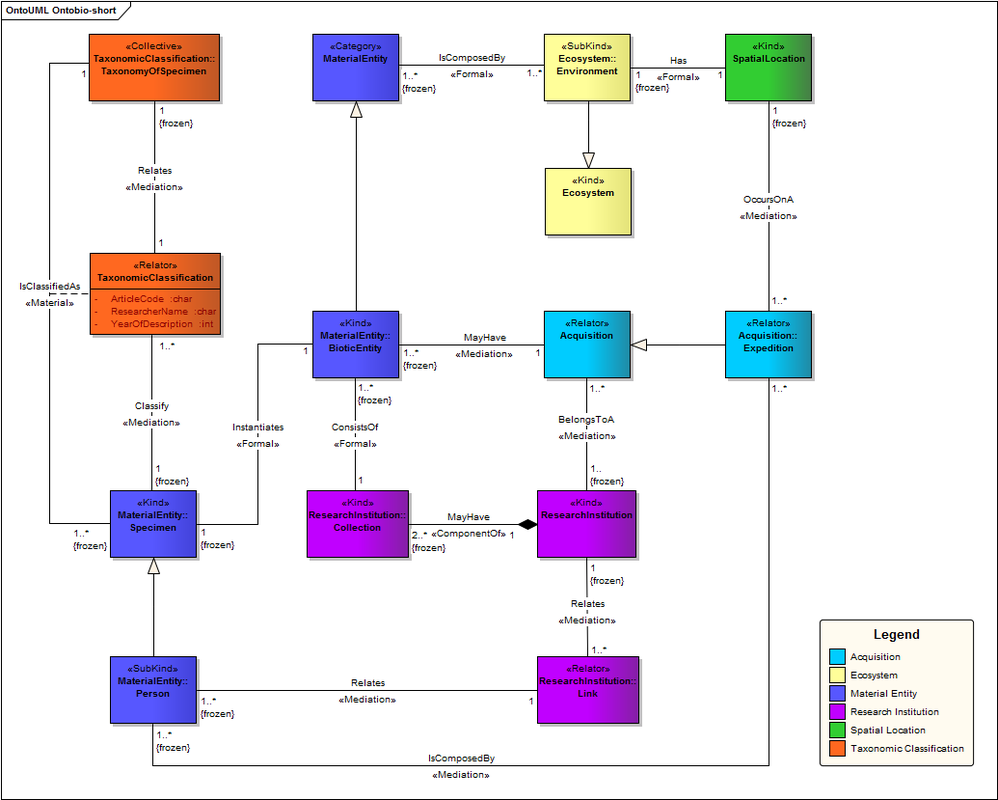 OntoUML Ontobio-short
«Collective»
TaxonomicClassification::
TaxonomyOfSpecimen
«Category»
MaterialEntity
IsComposedBy
«Formal»
1..*
{frozen}
1..*
«SubKind»
Ecosystem::
Environment
Has
«Formal»
1
{frozen}
1
«Kind»
SpatialLocation
1
1
{frozen}
1
{frozen}
Relates
«Mediation»
1
«Kind»
Ecosystem
OccursOnA
«Mediation»
1..*
«Relator»
TaxonomicClassification
- ArticleCode :char
- ResearcherName :char
- YearOfDescription :int
IsClassifiedAs
«Material»
1..*
«Kind»
MaterialEntity::
BioticEntity
1
MayHave
«Mediation»
1..*
{frozen}
1
«Relator»
Acquisition
«Relator»
Acquisition::
Expedition
1..*
{frozen}
1..*
1..*
Classify
«Mediation»
1
{frozen}
Instantiates
«Formal»
ConsistsOf
«Formal»
1
BelongsToA
«Mediation»
1..
{frozen}
«Kind»
MaterialEntity::
Specimen
1..*
{frozen}
1
{frozen}
«Kind»
ResearchInstitution::
Collection
MayHave
«ComponentOf»
2..*
{frozen}
1
«Kind»
ResearchInstitution
1
{frozen}
Relates
«Mediation»
1..*
«SubKind»
MaterialEntity::
Person
Relates
«Mediation»
1..*
{frozen}
1
«Relator»
ResearchInstitution::
Link
1..*
{frozen}
IsComposedBy
«Mediation»
Legend
Acquisition
Ecosystem
Material Entity
Research Institution
Spatial Location
Taxonomic Classification